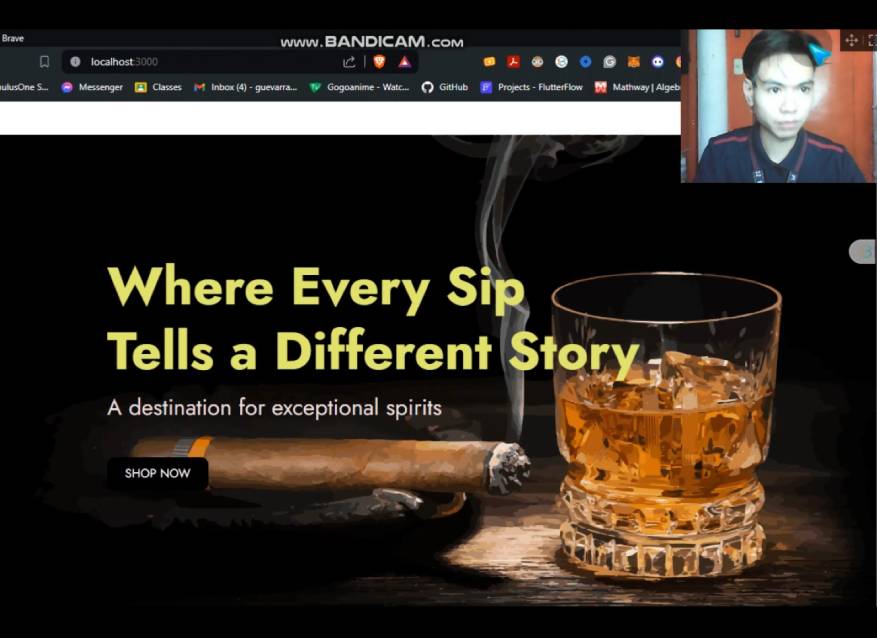 Brave
www.BANDICAM.com
localhost:3000
ulusOne S...
Messenger
Classes
Inbox (4) - guevarra...
Gogoanime - Watc...
GitHub
Projects - FlutterFlow
Mathway | Algeb
Where Every Sip
Tells a Different Story
A destination for exceptional spirits
SHOP NOW